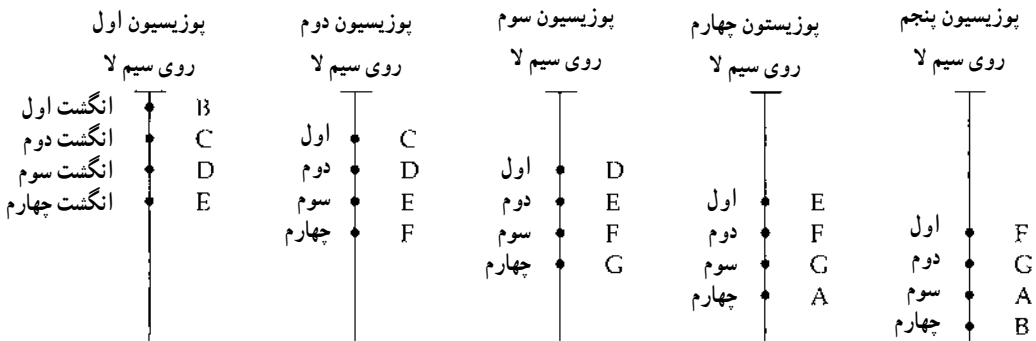 پوزیسیون اول
روی سیم لا
انگشت اول B
انگشت دوم C
انگشت سوم D
انگشت چهارم E
پوزیسیون دوم
روی سیم لا
اول C
دوم D
سوم E
چهارم F
پوزیسیون سوم
روی سیم لا
اول D
دوم E
سوم F
چهارم G
پوزیستون چهارم
روی سیم لا
اول E
دوم F
سوم G
چهارم A
پوزیسیون پنجم
روی سیم لا
اول F
دوم G
سوم A
چهارم B